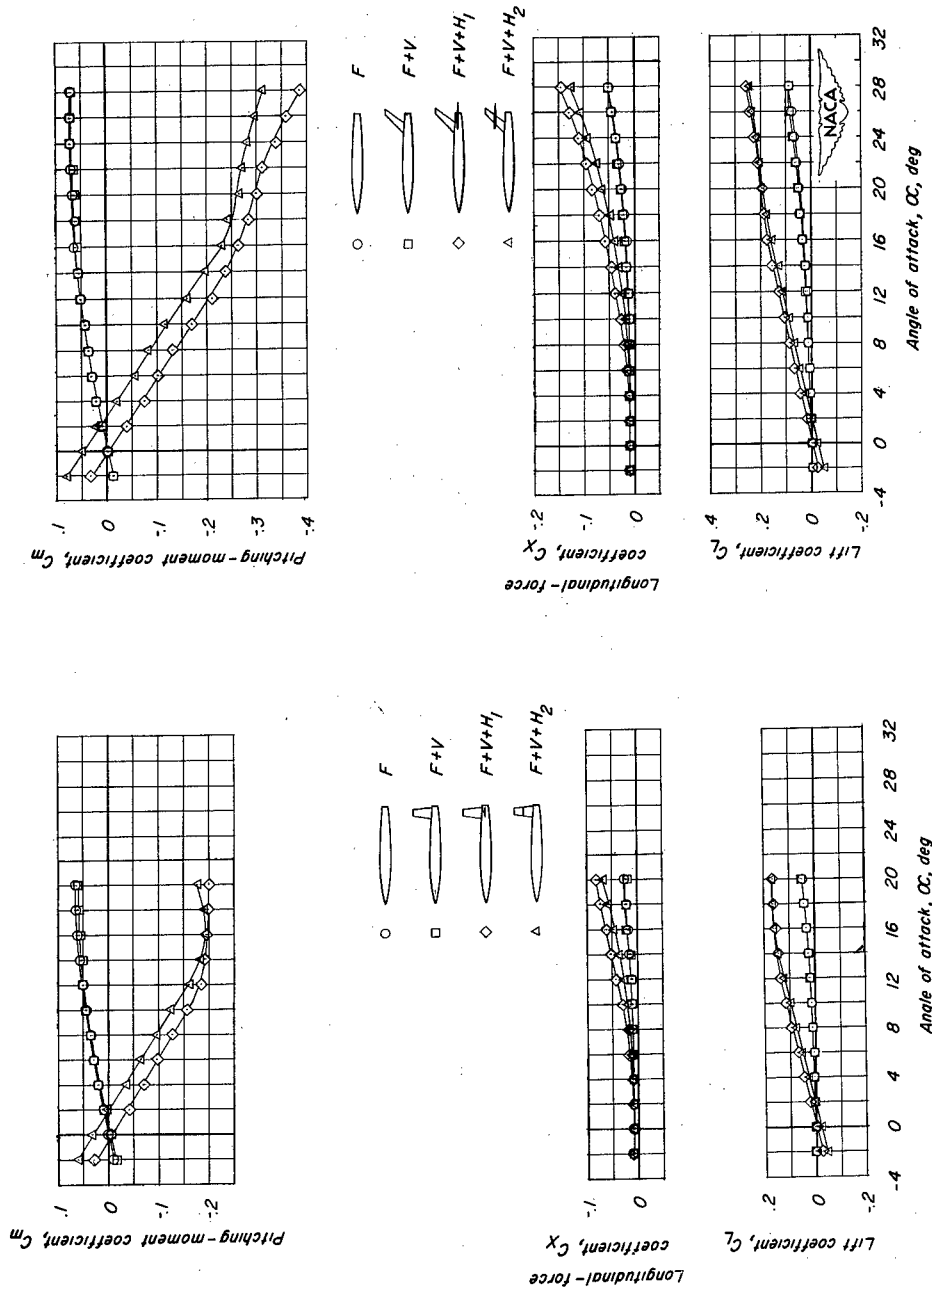 .1
0
-.1
-.2
-.3
-.4
Pitching-moment coefficient, Cm
F
F+V
F+V+H1
F+V+H2
-.1
0
Longitudinal-force
coefficient, CX
.4
.2
0
-.2
Lift coefficient, CL
-4
0
4
8
12
16
20
24
28
32
Angle of attack, α, deg
NACA
.1
0
-.1
-.2
Pitching-moment coefficient, Cm
F
F+V
F+V+H1
F+V+H2
-.1
0
Longitudinal-force
coefficient, CX
.2
0
-.2
Lift coefficient, CL
-4
0
4
8
12
16
20
24
28
32
Angle of attack, α, deg